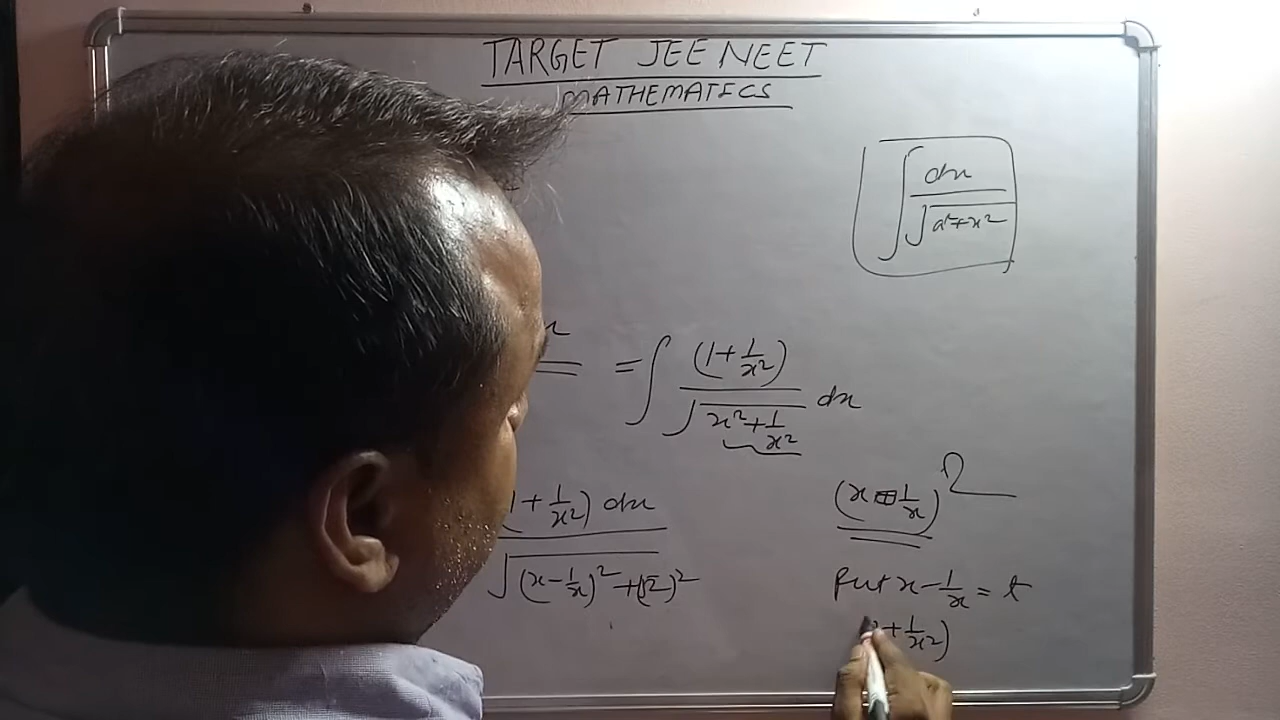 TARGET JEE NEET
MATHEMATICS
∫ dx / √(a²+x²)
= ∫ (1+1/x²) / √(x²+1/x²) dx
1+1/x²) dx / √((x-1/x)²+(√2)²)
(x 1/x)²
Put x-1/x = t
+1/x²)